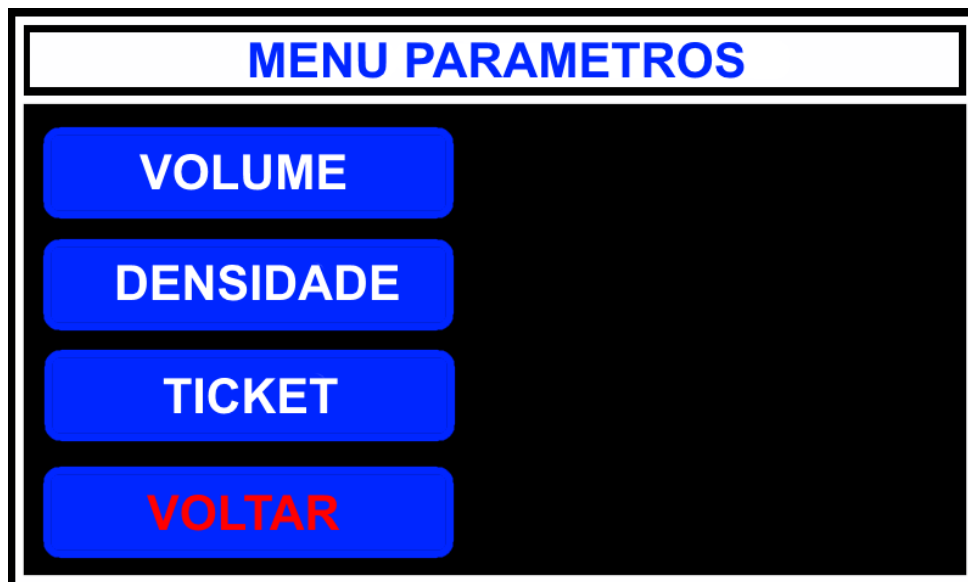 MENU PARAMETROS
VOLUME
DENSIDADE
TICKET
VOLTAR